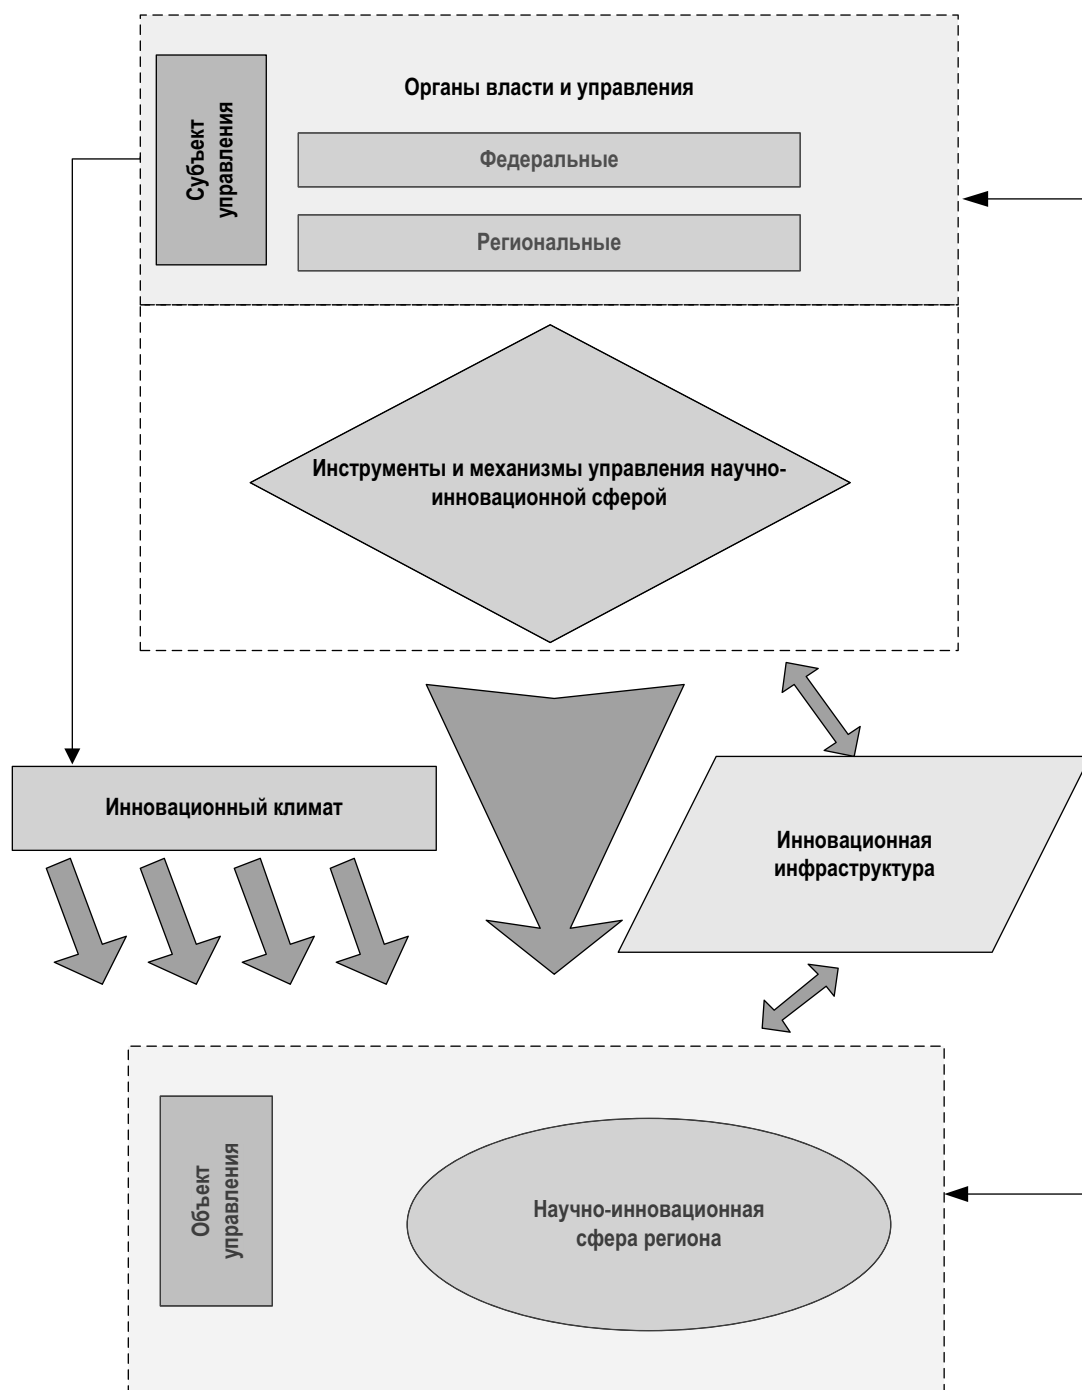 Субъект
управления
Органы власти и управления
Федеральные
Региональные
Инструменты и механизмы управления научно-
инновационной сферой
Инновационный климат
Инновационная
инфраструктура
Объект
управления
Научно-инновационная
сфера региона